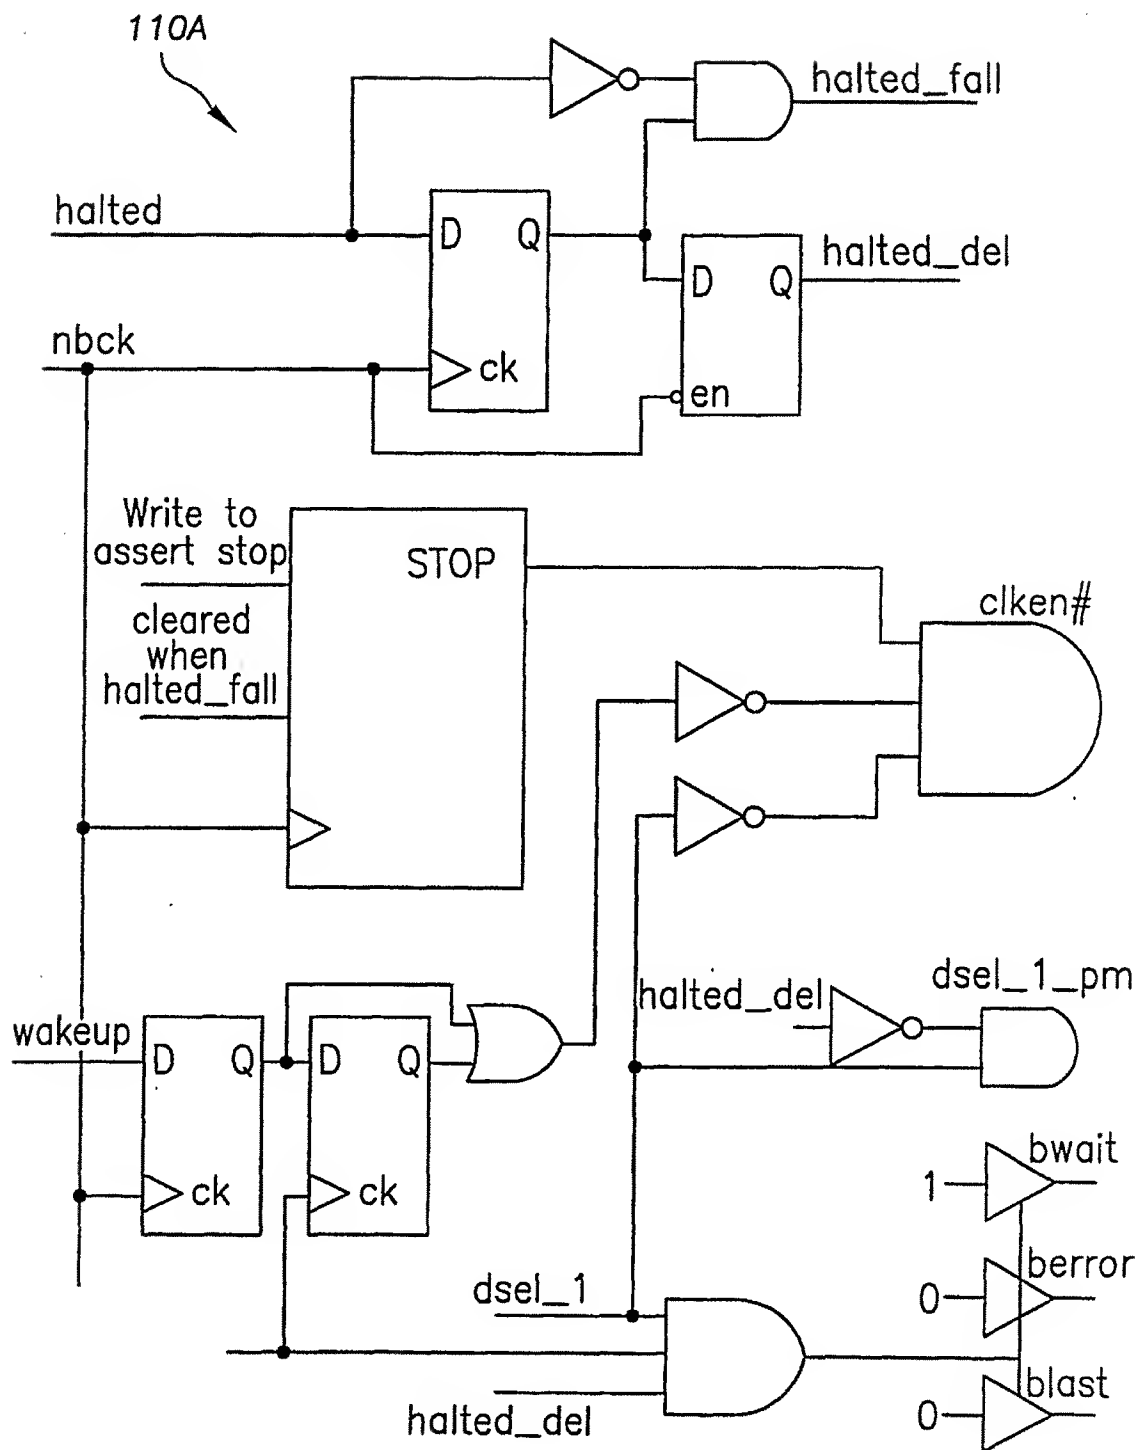 110A
halted_fall
halted
D Q
halted_del
D Q
nbck
ck
en
Write to
assert stop
STOP
cleared
when
halted_fall
clken#
halted_del
dsel_1_pm
wakeup
D Q
D Q
bwait
1
ck
ck
berror
0
dsel_1
blast
0
halted_del